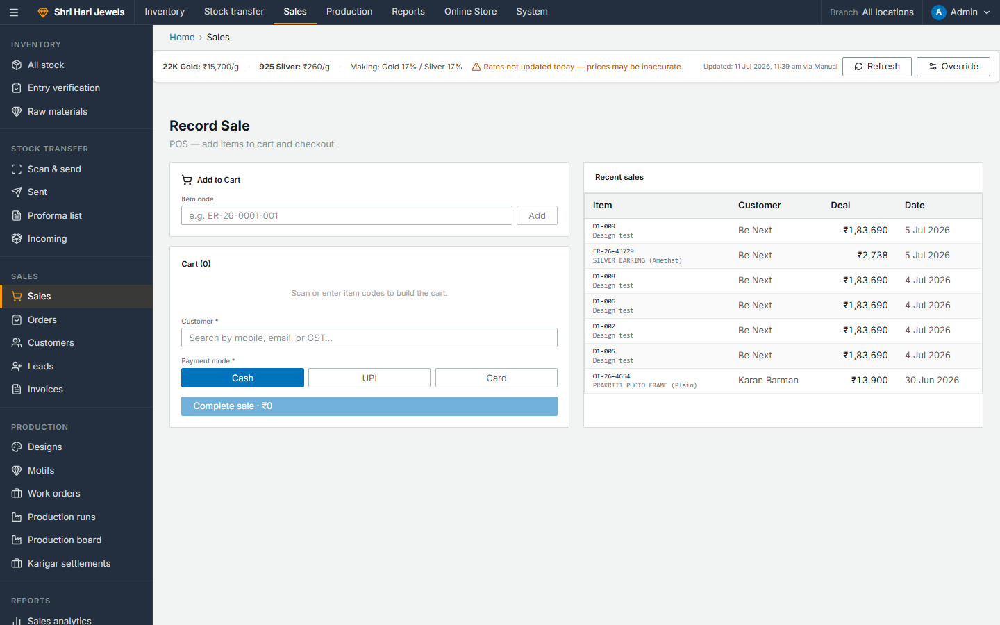 Shri Hari Jewels
Inventory
Stock transfer
Sales
Production
Reports
Online Store
System
Branch All locations
A Admin
INVENTORY
All stock
Entry verification
Raw materials
STOCK TRANSFER
Scan & send
Sent
Proforma list
Incoming
SALES
Sales
Orders
Customers
Leads
Invoices
PRODUCTION
Designs
Motifs
Work orders
Production runs
Production board
Karigar settlements
REPORTS
Sales analytics
Home › Sales
22K Gold: ₹15,700/g · 925 Silver: ₹260/g · Making: Gold 17% / Silver 17% Rates not updated today — prices may be inaccurate. Updated: 11 Jul 2026, 11:39 am via Manual Refresh Override
Record Sale
POS — add items to cart and checkout
Add to Cart
Item code
e.g. ER-26-0001-001 Add
Cart (0)
Scan or enter item codes to build the cart.
Customer *
Search by mobile, email, or GST...
Payment mode *
Cash UPI Card
Complete sale · ₹0
Recent sales
Item Customer Deal Date
D1-009
Design test
Be Next ₹1,83,690 5 Jul 2026
ER-26-43729
SILVER EARRING (Amethst)
Be Next ₹2,738 5 Jul 2026
D1-008
Design test
Be Next ₹1,83,690 4 Jul 2026
D1-006
Design test
Be Next ₹1,83,690 4 Jul 2026
D1-002
Design test
Be Next ₹1,83,690 4 Jul 2026
D1-005
Design test
Be Next ₹1,83,690 4 Jul 2026
OT-26-4654
PRAKRITI PHOTO FRAME (Plain)
Karan Barman ₹13,900 30 Jun 2026